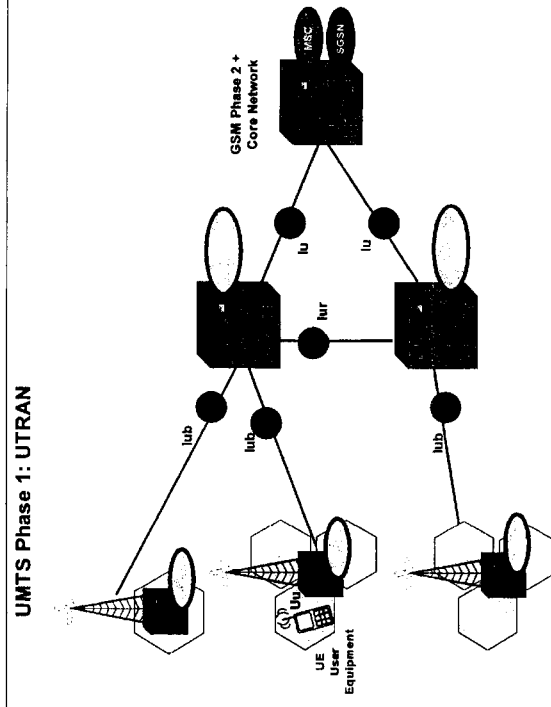 UMTS Phase 1: UTRAN
GSM Phase 2 +
Core Network
MSC
SGSN
Iu
Iu
Iur
Iub
Iub
Iub
Uu
UE
User
Equipment